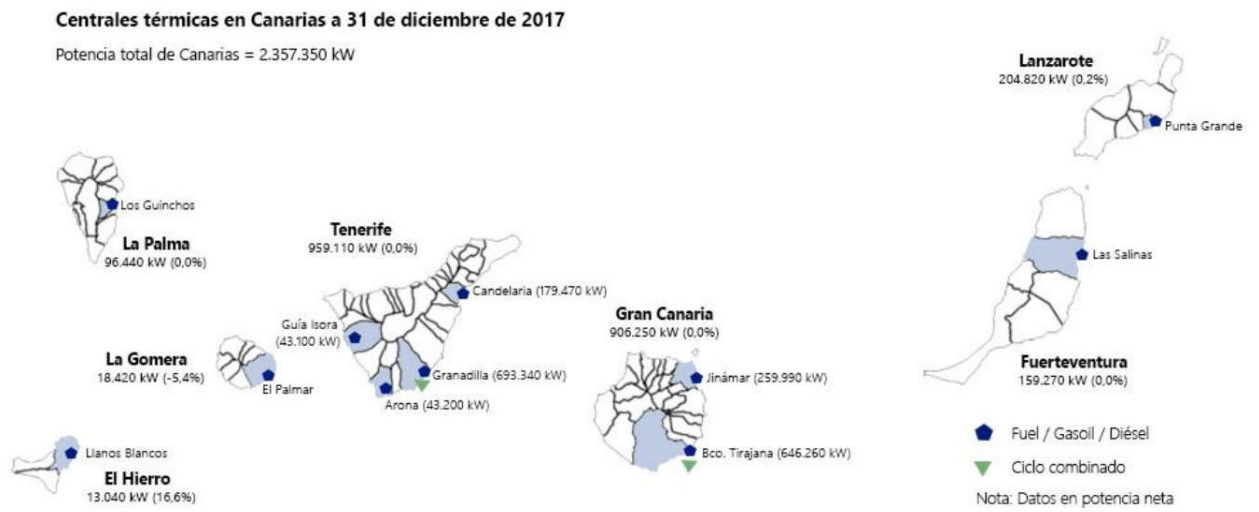 Centrales térmicas en Canarias a 31 de diciembre de 2017
Potencia total de Canarias = 2.357.350 kW
Lanzarote
204.820 kW (0,2%)
Punta Grande
Los Guinchos
La Palma
96.440 kW (0,0%)
Tenerife
959.110 kW (0,0%)
Candelaria (179.470 kW)
Guía Isora
(43.100 kW)
Granadilla (693.340 kW)
Arona (43.200 kW)
La Gomera
18.420 kW (-5,4%)
El Palmar
Gran Canaria
906.250 kW (0,0%)
Jinámar (259.990 kW)
Bco. Tirajana (646.260 kW)
Las Salinas
Fuerteventura
159.270 kW (0,0%)
Llanos Blancos
El Hierro
13.040 kW (16,6%)
Fuel / Gasoil / Diésel
Ciclo combinado
Nota: Datos en potencia neta